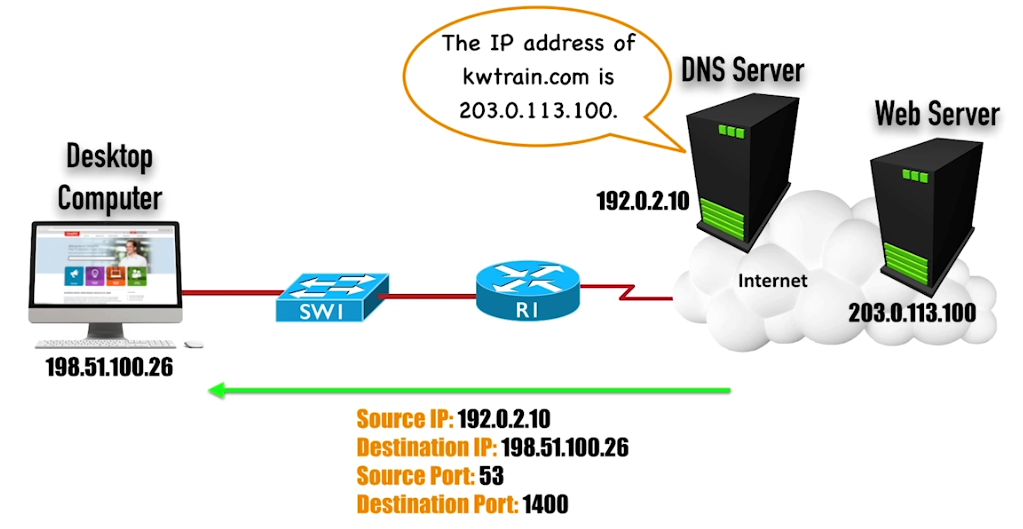 The IP address of
kwtrain.com is
203.0.113.100.
DNS Server
Web Server
Desktop
Computer
192.0.2.10
Internet
SW1
R1
203.0.113.100
198.51.100.26
Source IP: 192.0.2.10
Destination IP: 198.51.100.26
Source Port: 53
Destination Port: 1400